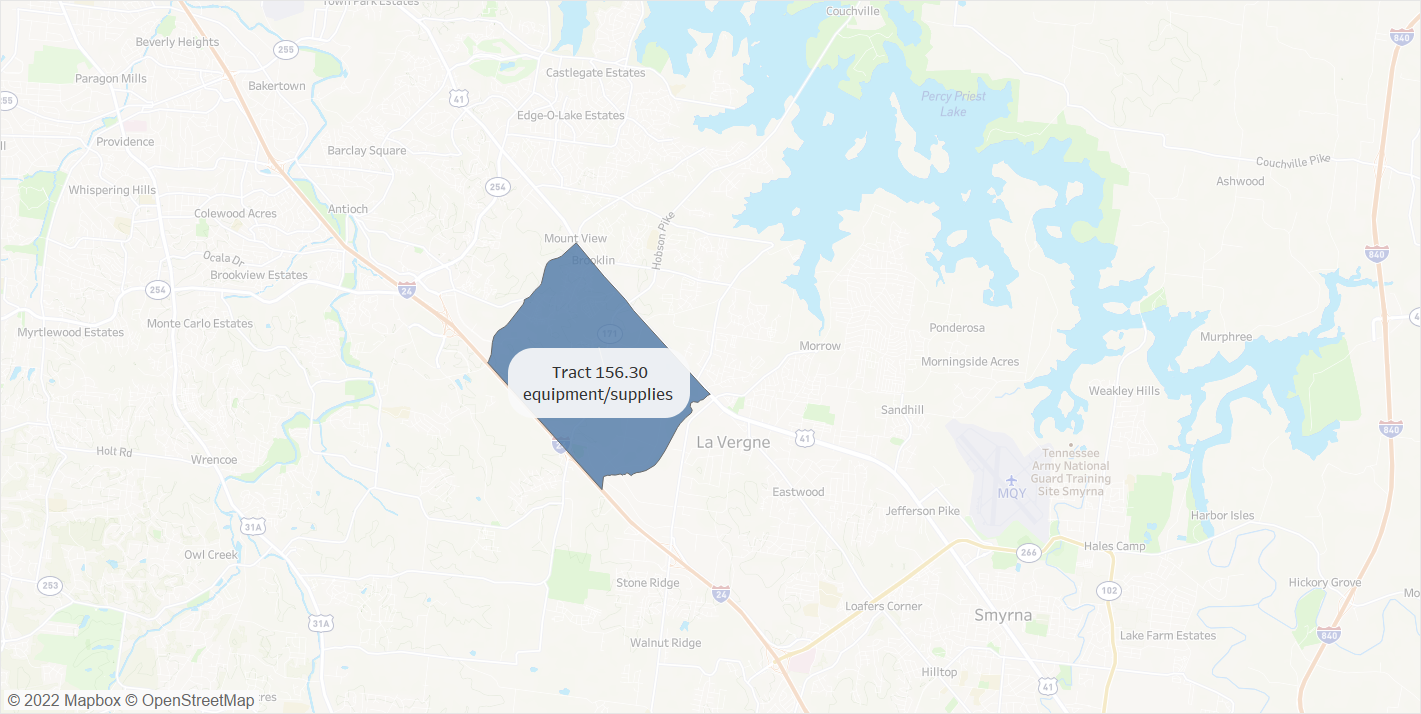 Town Park Estates
Couchville
Beverly Heights
255
840
Paragon Mills
Castlegate Estates
Bakertown
255
41
Percy Priest
Lake
Edge-O-Lake Estates
Providence
Barclay Square
Couchville Pike
254
Whispering Hills
Ashwood
Antioch
Colewood Acres
Hobson Pike
Mount View
Ocala Dr
Brooklin
840
Brookview Estates
254
24
Monte Carlo Estates
Myrtlewood Estates
171
Ponderosa
Murphree
Morrow
Morningside Acres
Tract 156.30
equipment/supplies
Weakley Hills
Sandhill
840
La Vergne
41
Holt Rd
Wrencoe
Tennessee
Army National
Guard Training
Site Smyrna
MQY
Eastwood
Jefferson Pike
Harbor Isles
31A
Owl Creek
266
Hales Camp
253
Stone Ridge
24
102
Hickory Grove
Loafers Corner
Smyrna
31A
840
Lake Farm Estates
Walnut Ridge
Hilltop
41
© 2022 Mapbox © OpenStreetMap